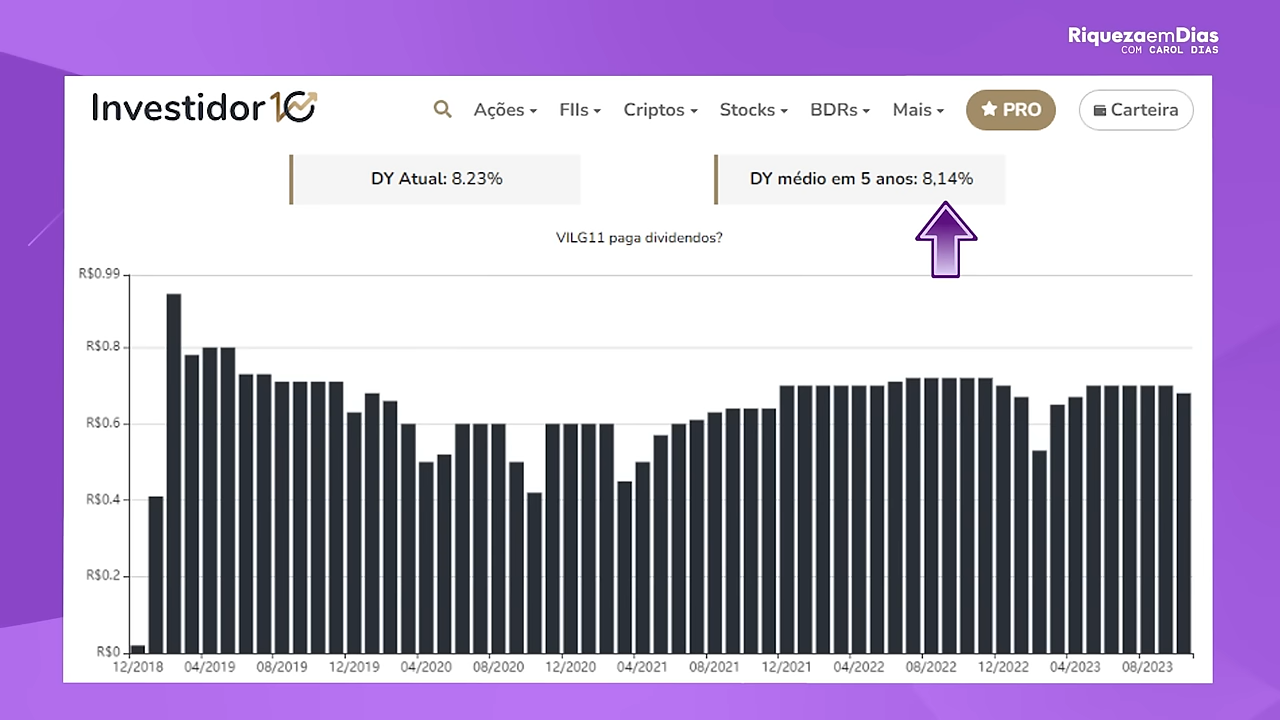 RiquezaemDias
COM CAROL DIAS
Investidor10
Ações
FIIs
Criptos
Stocks
BDRs
Mais
PRO
Carteira
DY Atual: 8.23%
DY médio em 5 anos: 8,14%
VILG11 paga dividendos?
R$0.99
R$0.8
R$0.6
R$0.4
R$0.2
R$0
12/2018 04/2019 08/2019 12/2019 04/2020 08/2020 12/2020 04/2021 08/2021 12/2021 04/2022 08/2022 12/2022 04/2023 08/2023